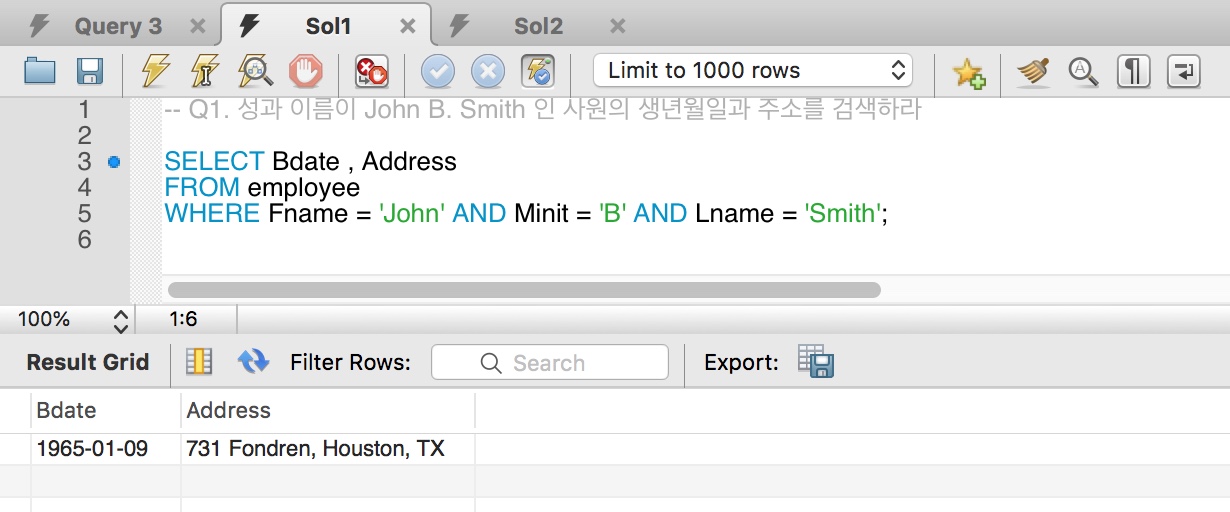 Query 3 Sol1 Sol2
Limit to 1000 rows
1 -- Q1. 성과 이름이 John B. Smith 인 사원의 생년월일과 주소를 검색하라
2
3 SELECT Bdate , Address
4 FROM employee
5 WHERE Fname = 'John' AND Minit = 'B' AND Lname = 'Smith';
6
100% 1:6
Result Grid Filter Rows: Search Export:
Bdate Address
1965-01-09 731 Fondren, Houston, TX